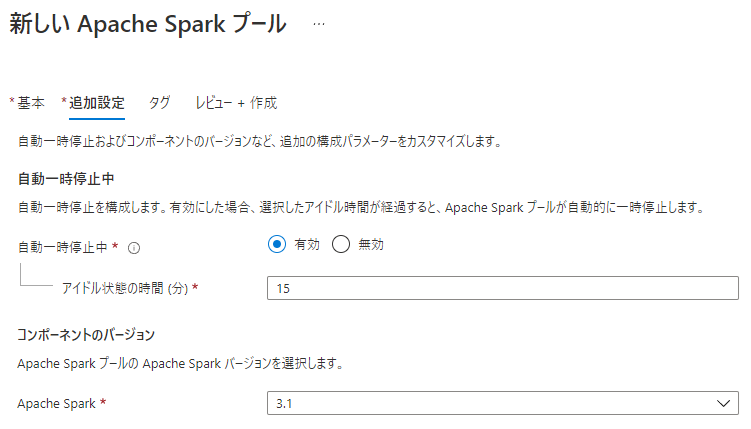 新しい Apache Spark プール ...
* 基本 * 追加設定 タグ レビュー + 作成
自動一時停止およびコンポーネントのバージョンなど、追加の構成パラメーターをカスタマイズします。
自動一時停止中
自動一時停止を構成します。有効にした場合、選択したアイドル時間が経過すると、Apache Spark プールが自動的に一時停止します。
自動一時停止中 * 有効 無効
アイドル状態の時間 (分) * 15
コンポーネントのバージョン
Apache Spark プールの Apache Spark バージョンを選択します。
Apache Spark * 3.1